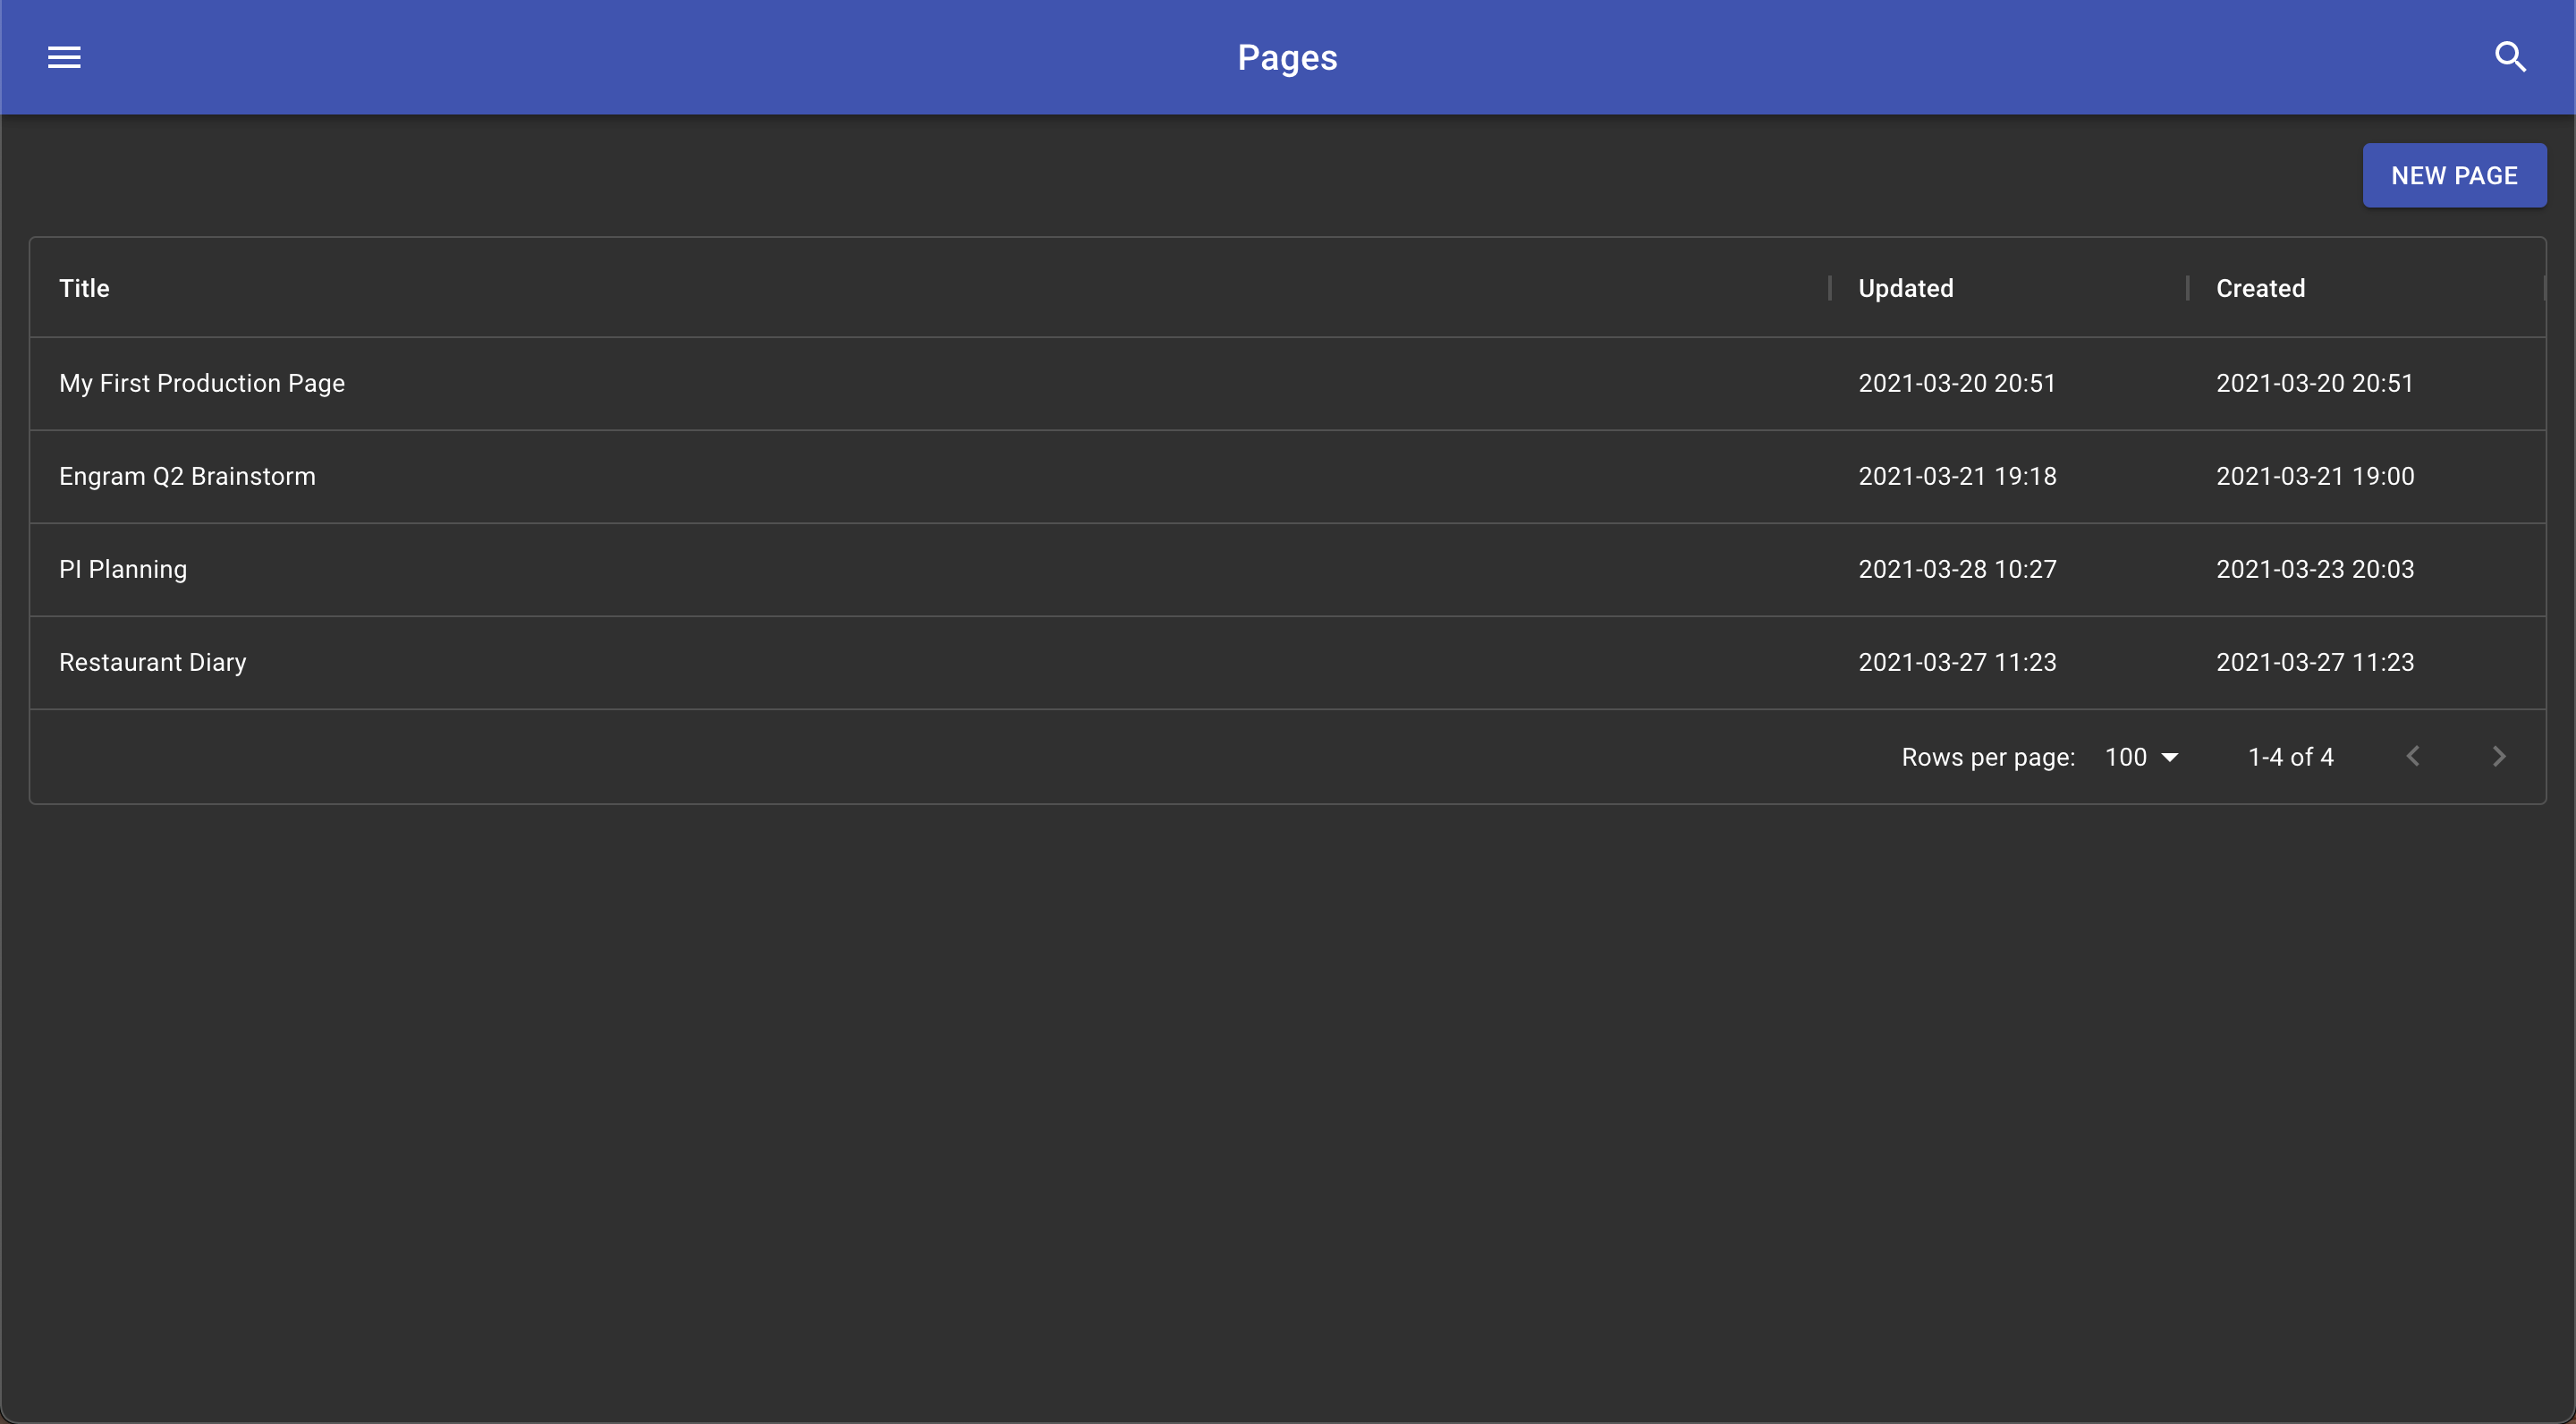 Pages
NEW PAGE
Title Updated Created
My First Production Page 2021-03-20 20:51 2021-03-20 20:51
Engram Q2 Brainstorm 2021-03-21 19:18 2021-03-21 19:00
PI Planning 2021-03-28 10:27 2021-03-23 20:03
Restaurant Diary 2021-03-27 11:23 2021-03-27 11:23
Rows per page: 100 1-4 of 4